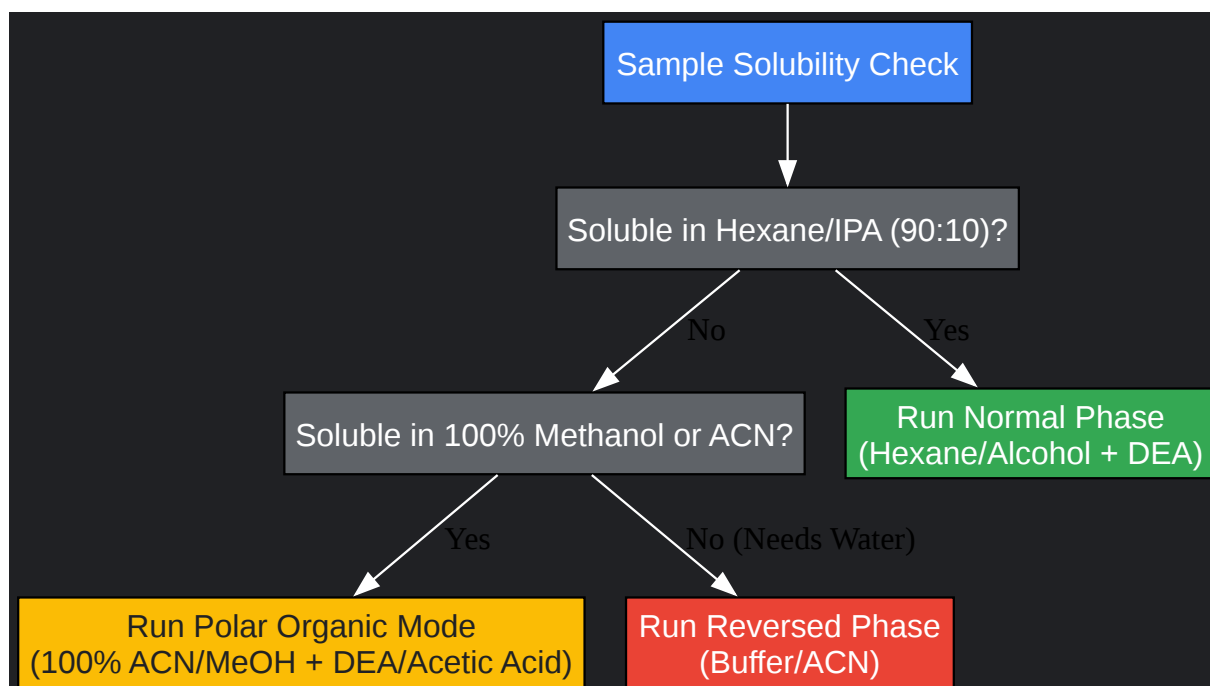 Sample Solubility Check
Soluble in Hexane/IPA (90:10)?
No
Yes
Soluble in 100% Methanol or ACN?
Run Normal Phase
(Hexane/Alcohol + DEA)
Yes
No (Needs Water)
Run Polar Organic Mode
(100% ACN/MeOH + DEA/Acetic Acid)
Run Reversed Phase
(Buffer/ACN)